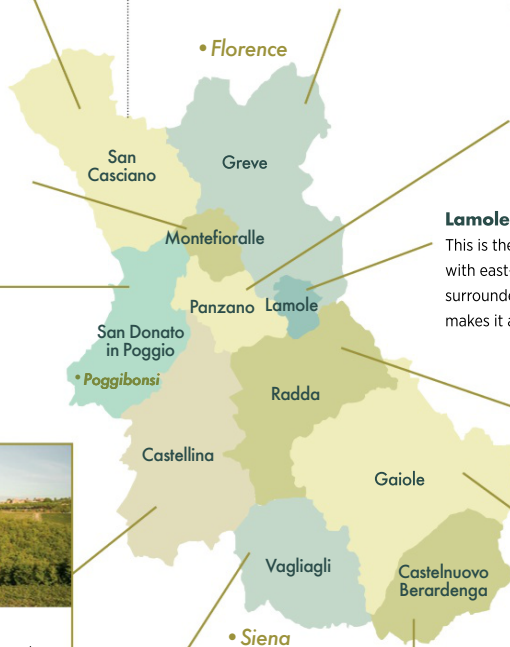 • Florence
San
Casciano
Greve
Lamole
This is the
with east
surround
makes it a
Montefioralle
Panzano
Lamole
San Donato
in Poggio
• Poggibonsi
Radda
Castellina
Gaiole
Vagliagli
Castelnuovo
Berardenga
• Siena